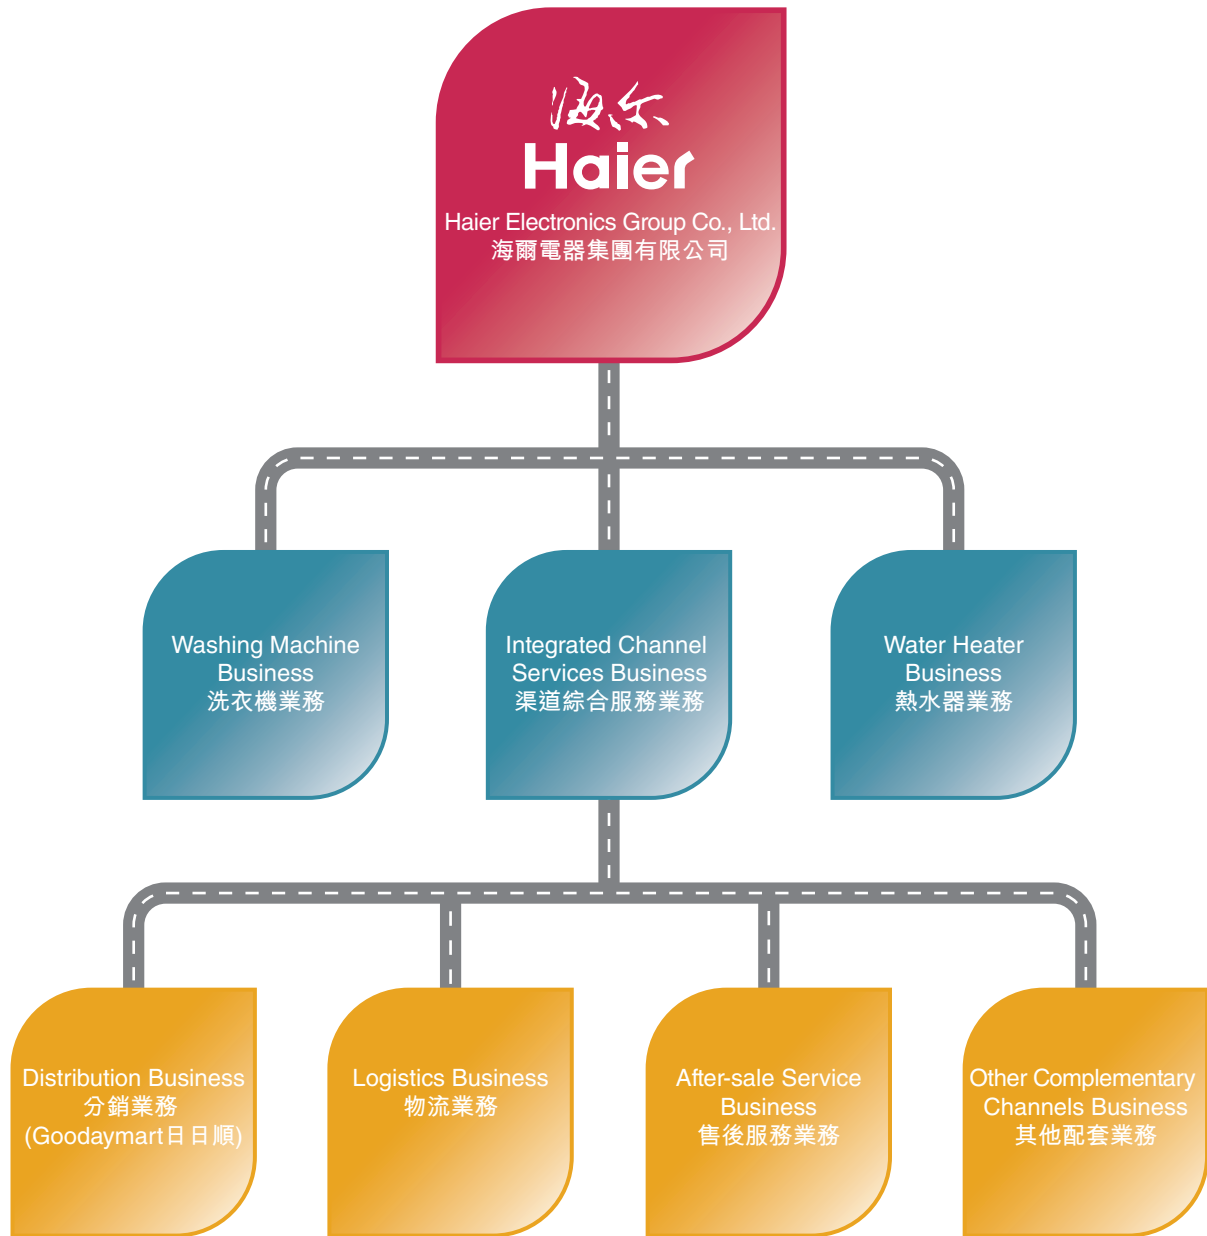 海尔
Haier
Haier Electronics Group Co., Ltd.
海爾電器集團有限公司
Washing Machine
Business
洗衣機業務
Integrated Channel
Services Business
渠道綜合服務業務
Water Heater
Business
熱水器業務
Distribution Business
分銷業務
(Goodaymart日日順)
Logistics Business
物流業務
After-sale Service
Business
售後服務業務
Other Complementary
Channels Business
其他配套業務